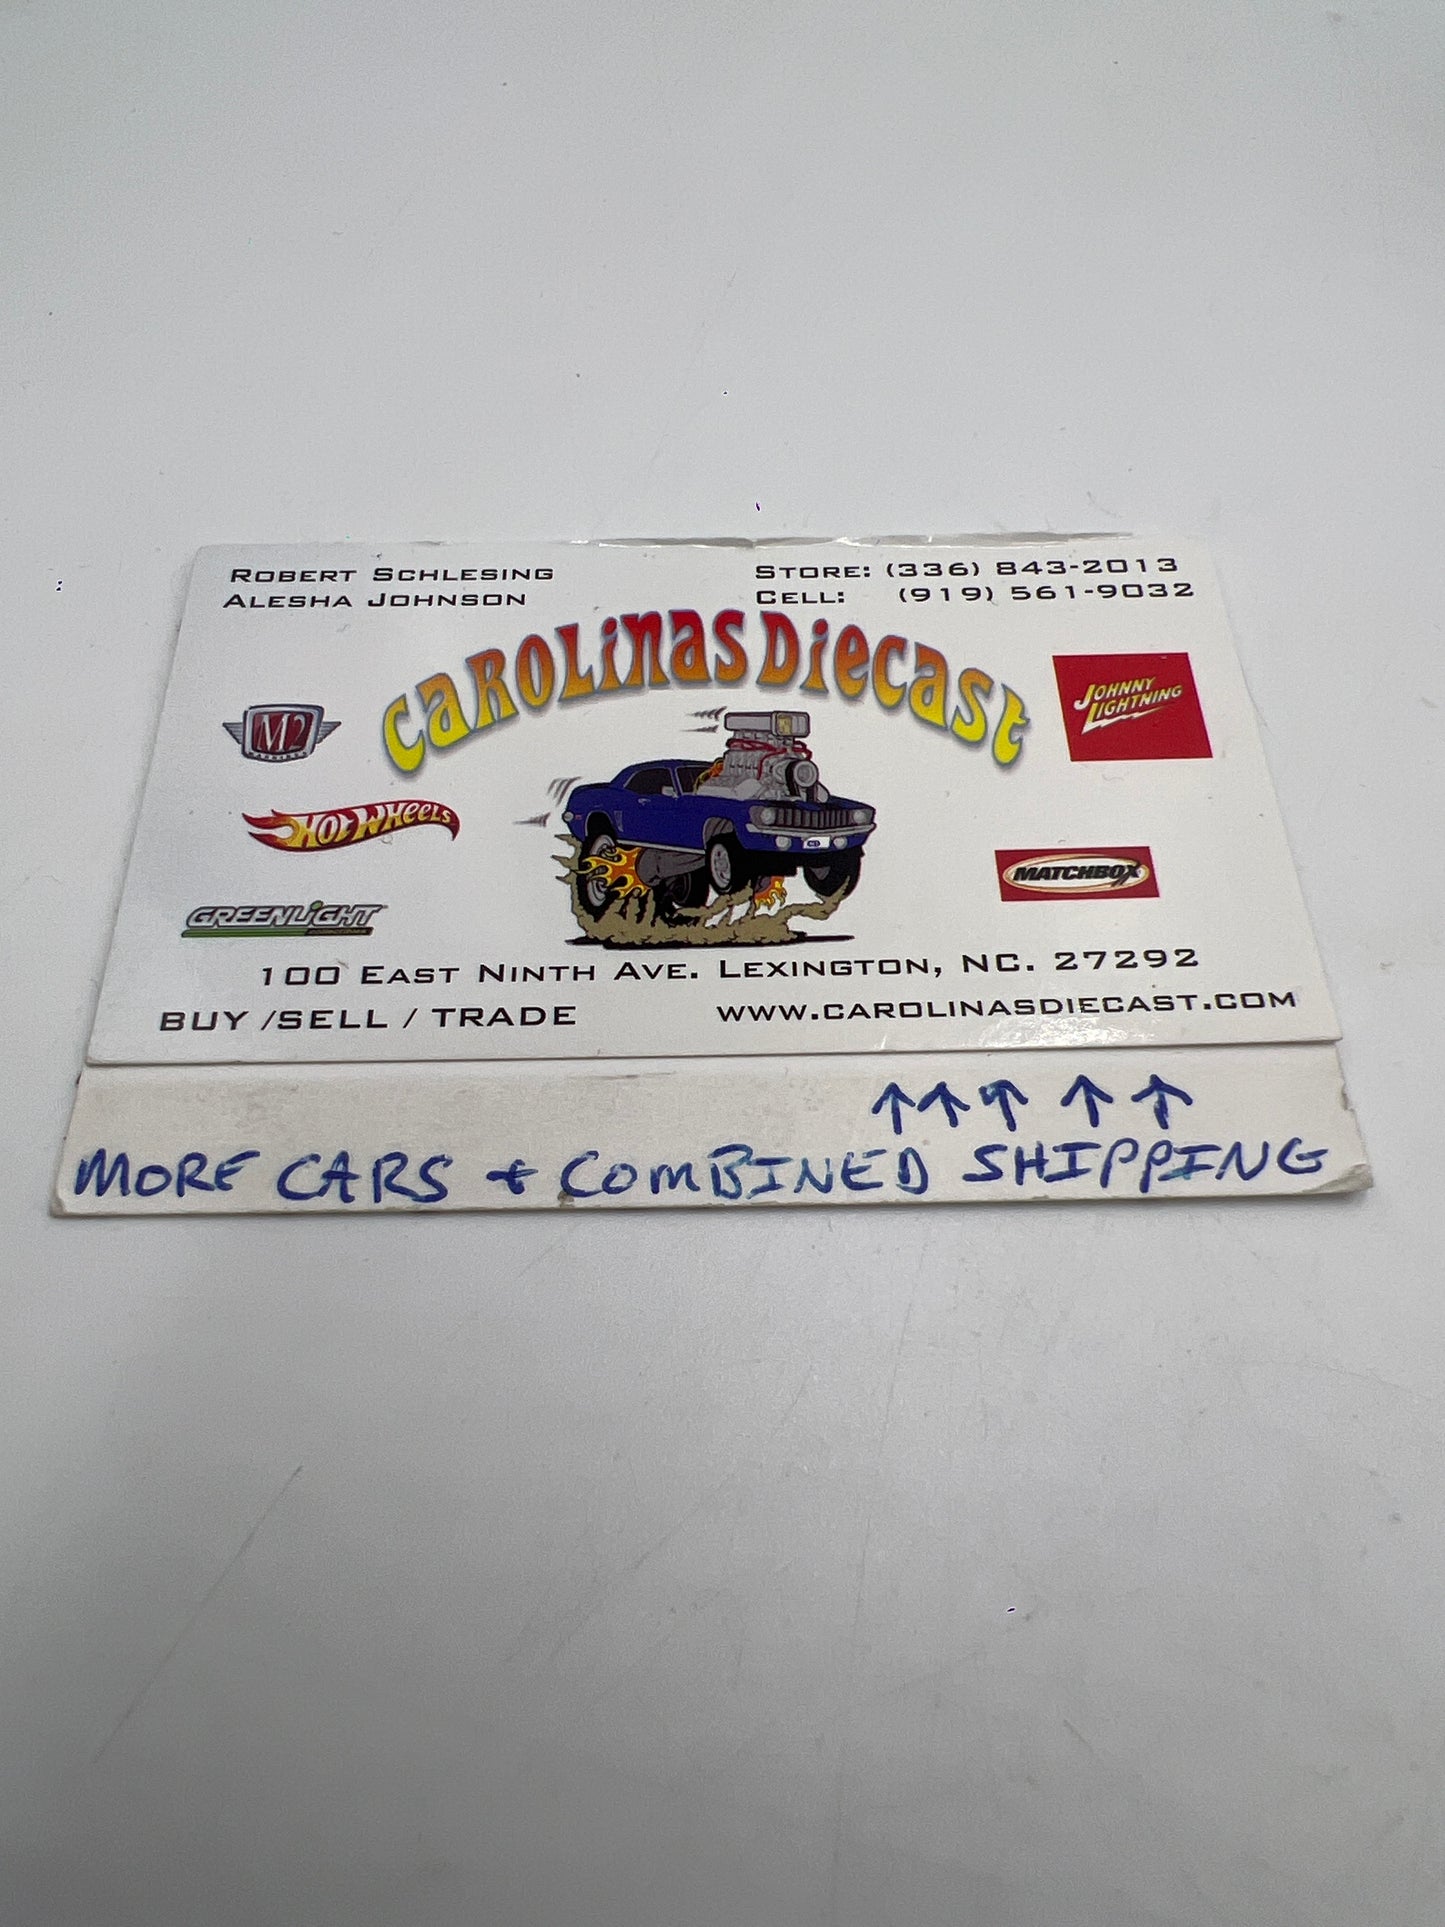 ROBERT SCHLESING
ALESHA JOHNSON
STORE: (336) 843-2013
CELL: (919) 561-9032
CAROLINAS DIECAST
M2
JOHNNY
LIGHTNING
HOT WHEELS
MATCHBOX
GREENLIGHT
100 EAST NINTH AVE. LEXINGTON, NC. 27292
BUY /SELL / TRADE
WWW.CAROLINASDIECAST.COM
MORE CARS + COMBINED SHIPPING